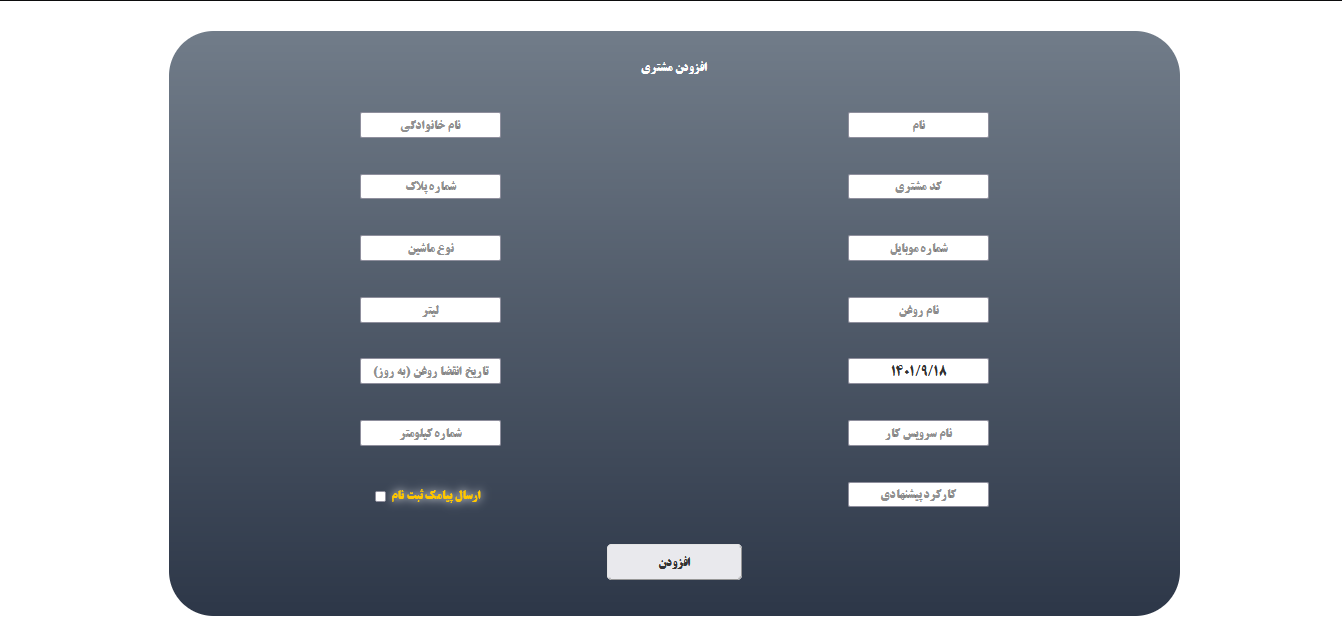 افزودن مشتری
نام
نام خانوادگی
کد مشتری
شماره پلاک
شماره موبایل
نوع ماشین
نام روغن
لیتر
۱۴۰۱/۹/۱۸
تاریخ انقضا روغن (به روز)
نام سرویس کار
شماره کیلومتر
کارکرد پیشنهادی
ارسال پیامک ثبت نام
افزودن